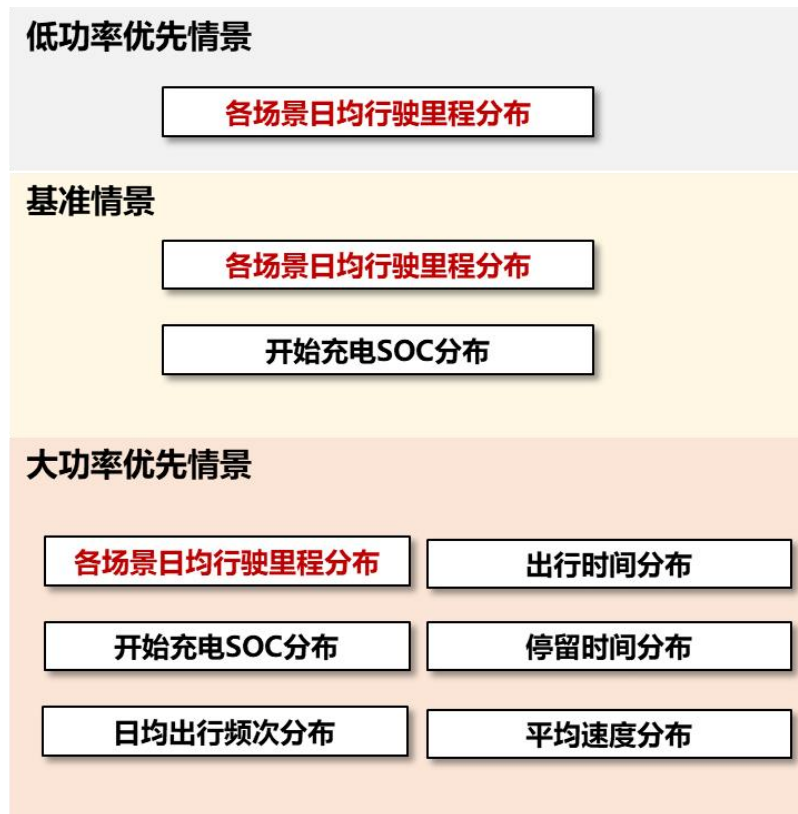 低功率优先情景
各场景日均行驶里程分布
基准情景
各场景日均行驶里程分布
开始充电SOC分布
大功率优先情景
各场景日均行驶里程分布
出行时间分布
开始充电SOC分布
停留时间分布
日均出行频次分布
平均速度分布